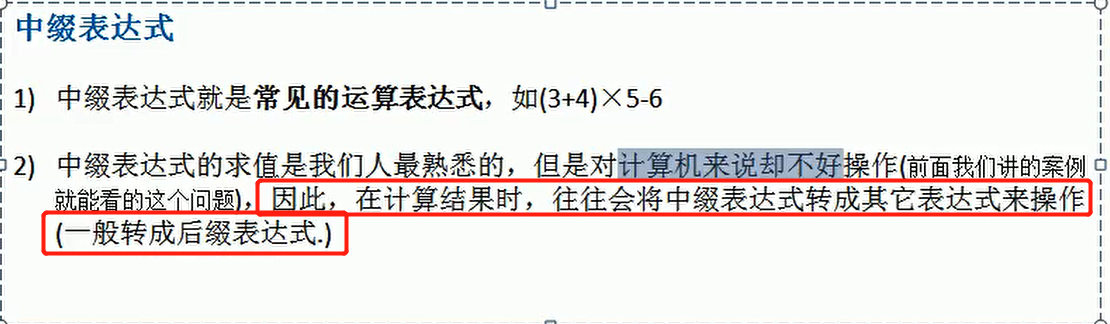 中缀表达式
1) 中缀表达式就是常见的运算表达式，如(3+4)×5-6
2) 中缀表达式的求值是我们人最熟悉的，但是对计算机来说却不好操作(前面我们讲的案例
就能看的这个问题)，因此，在计算结果时，往往会将中缀表达式转成其它表达式来操作
(一般转成后缀表达式.)